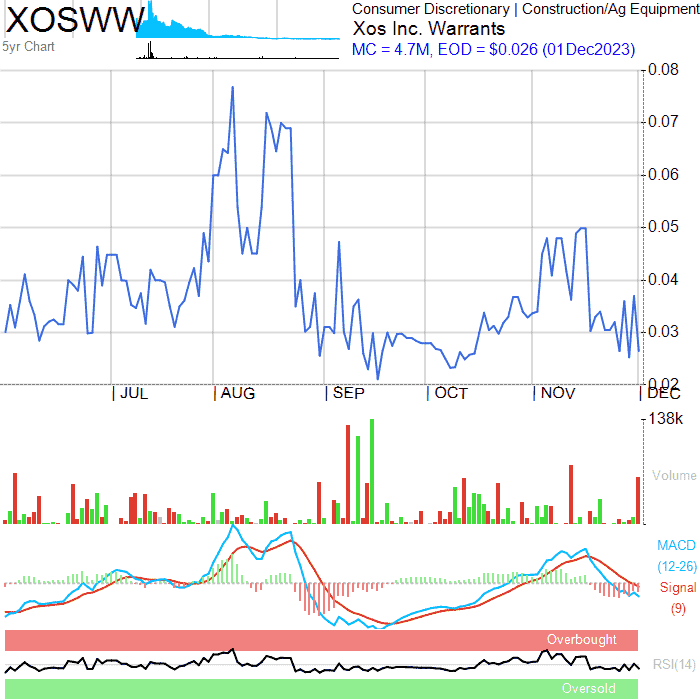 XOSWW
5yr Chart
Consumer Discretionary | Construction/Ag Equipment
Xos Inc. Warrants
MC = 4.7M, EOD = $0.026 (01Dec2023)
0.08
0.07
0.06
0.05
0.04
0.03
0.02
JUL
AUG
SEP
OCT
NOV
DEC
138k
Volume
MACD
(12-26)
Signal
(9)
Overbought
RSI(14)
Oversold